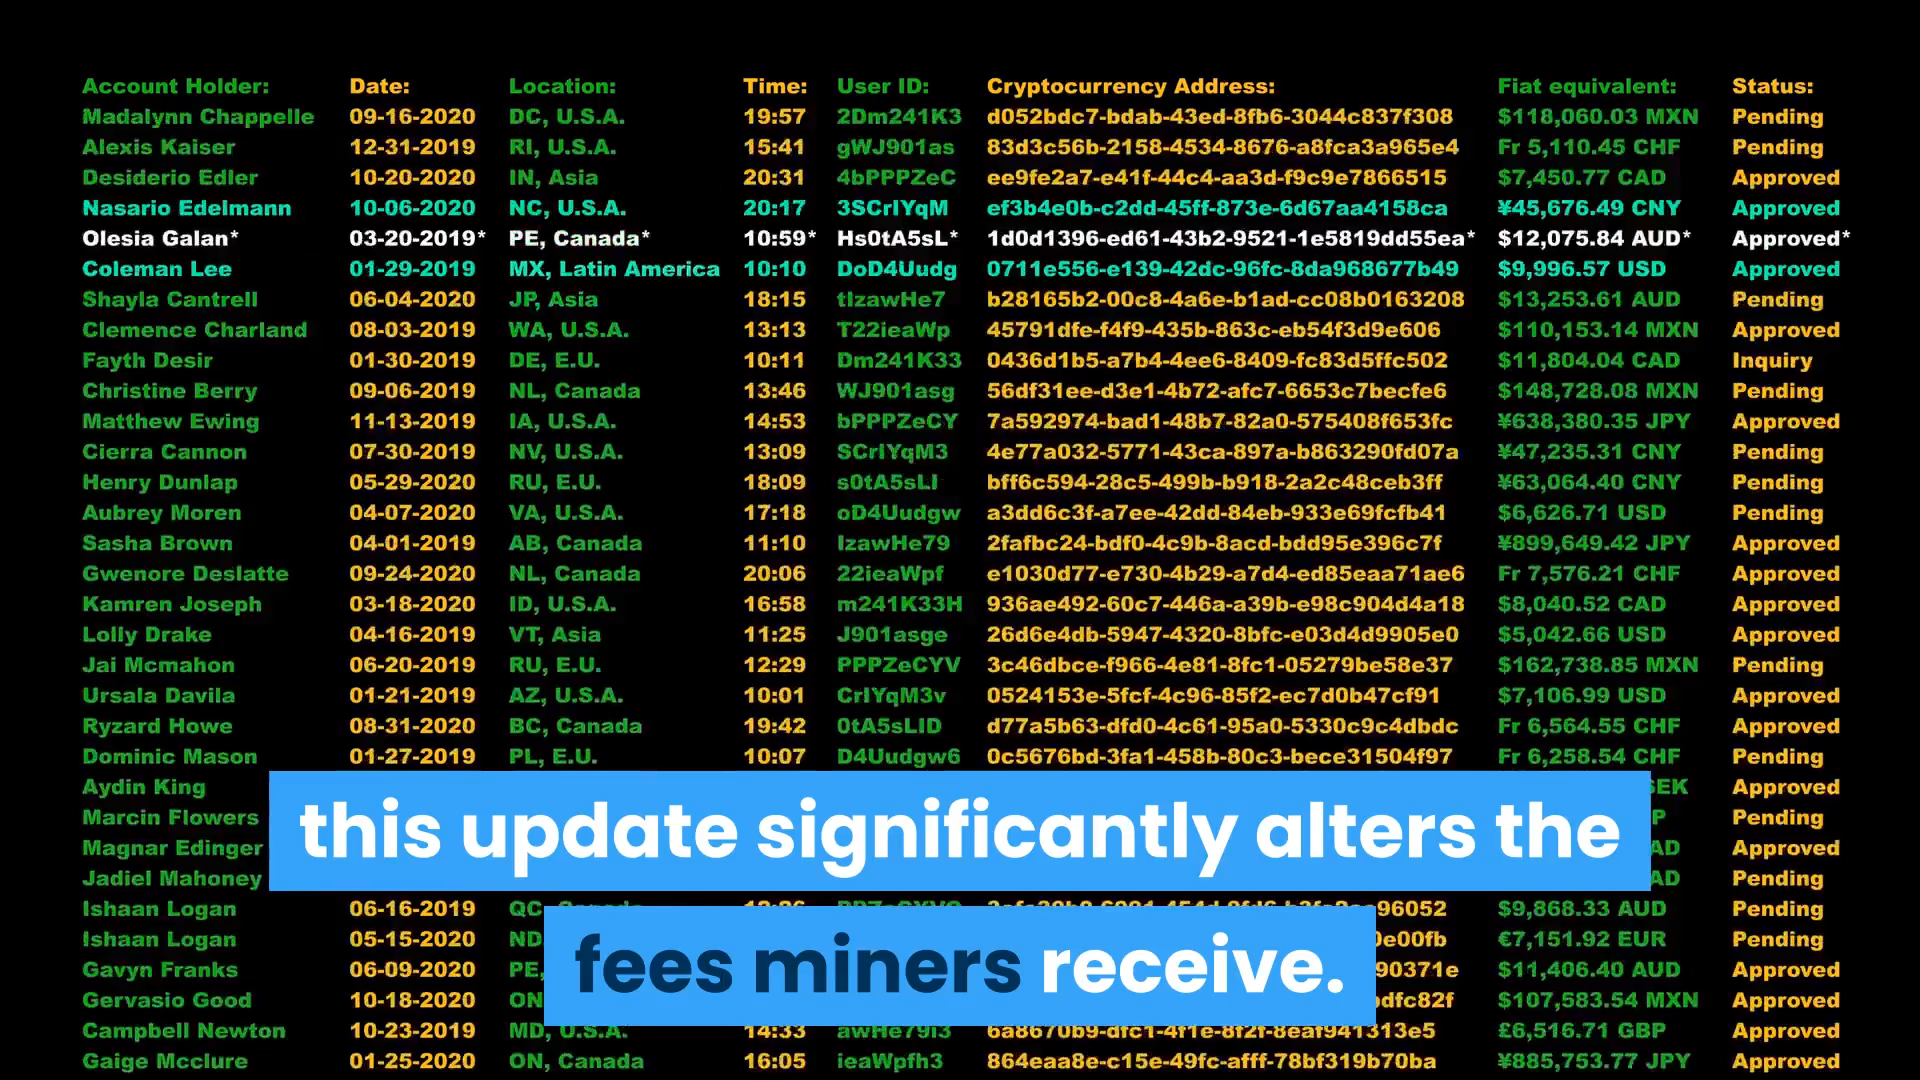 Account Holder: Date: Location: Time: User ID: Cryptocurrency Address: Fiat equivalent: Status:
Madalynn Chappelle 09-16-2020 DC, U.S.A. 19:57 2Dm241K3 d052bdc7-bdab-43ed-8fb6-3044c837f308 $118,060.03 MXN Pending
Alexis Kaiser 12-31-2019 RI, U.S.A. 15:41 gWJ901as 83d3c56b-2158-4534-8676-a8fca3a965e4 Fr 5,110.45 CHF Pending
Desiderio Edler 10-20-2020 IN, Asia 20:31 4bPPPZeC ee9fe2a7-e41f-44c4-aa3d-f9c9e7866515 $7,450.77 CAD Approved
Nasario Edelmann 10-06-2020 NC, U.S.A. 20:17 3SCrIYqM ef3b4e0b-c2dd-45ff-873e-6d67aa4158ca ¥45,676.49 CNY Approved
Olesia Galan* 03-20-2019* PE, Canada* 10:59* Hs0tA5sL* 1d0d1396-ed61-43b2-9521-1e5819dd55ea* $12,075.84 AUD* Approved*
Coleman Lee 01-29-2019 MX, Latin America 10:10 DoD4Uudg 0711e556-e139-42dc-96fc-8da968677b49 $9,996.57 USD Approved
Shayla Cantrell 06-04-2020 JP, Asia 18:15 tIzawHe7 b28165b2-00c8-4a6e-b1ad-cc08b0163208 $13,253.61 AUD Pending
Clemence Charland 08-03-2019 WA, U.S.A. 13:13 T22ieaWp 45791dfe-f4f9-435b-863c-eb54f3d9e606 $110,153.14 MXN Approved
Fayth Desir 01-30-2019 DE, E.U. 10:11 Dm241K33 0436d1b5-a7b4-4ee6-8409-fc83d5ffc502 $11,804.04 CAD Inquiry
Christine Berry 09-06-2019 NL, Canada 13:46 WJ901asg 56df31ee-d3e1-4b72-afc7-6653c7becfe6 $148,728.08 MXN Pending
Matthew Ewing 11-13-2019 IA, U.S.A. 14:53 bPPPZeCY 7a592974-bad1-48b7-82a0-575408f653fc ¥638,380.35 JPY Approved
Cierra Cannon 07-30-2019 NV, U.S.A. 13:09 SCrIYqM3 4e77a032-5771-43ca-897a-b863290fd07a ¥47,235.31 CNY Pending
Henry Dunlap 05-29-2020 RU, E.U. 18:09 s0tA5sLI bff6c594-28c5-499b-b918-2a2c48ceb3ff ¥63,064.40 CNY Pending
Aubrey Moren 04-07-2020 VA, U.S.A. 17:18 oD4Uudgw a3dd6c3f-a7ee-42dd-84eb-933e69fcfb41 $6,626.71 USD Pending
Sasha Brown 04-01-2019 AB, Canada 11:10 IzawHe79 2fafbc24-bdf0-4c9b-8acd-bdd95e396c7f ¥899,649.42 JPY Approved
Gwenore Deslatte 09-24-2020 NL, Canada 20:06 22ieaWpf e1030d77-e730-4b29-a7d4-ed85eaa71ae6 Fr 7,576.21 CHF Approved
Kamren Joseph 03-18-2020 ID, U.S.A. 16:58 m241K33H 936ae492-60c7-446a-a39b-e98c904d4a18 $8,040.52 CAD Approved
Lolly Drake 04-16-2019 VT, Asia 11:25 J901asge 26d6e4db-5947-4320-8bfc-e03d4d9905e0 $5,042.66 USD Approved
Jai Mcmahon 06-20-2019 RU, E.U. 12:29 PPPZeCYV 3c46dbce-f966-4e81-8fc1-05279be58e37 $162,738.85 MXN Pending
Ursala Davila 01-21-2019 AZ, U.S.A. 10:01 CrIYqM3v 0524153e-5fcf-4c96-85f2-ec7d0b47cf91 $7,106.99 USD Approved
Ryzard Howe 08-31-2020 BC, Canada 19:42 0tA5sLID d77a5b63-dfd0-4c61-95a0-5330c9c4dbdc Fr 6,564.55 CHF Approved
Dominic Mason 01-27-2019 PL, E.U. 10:07 D4Uudgw6 0c5676bd-3fa1-458b-80c3-bece31504f97 Fr 6,258.54 CHF Pending
Aydin King Approved
Marcin Flowers Pending
Magnar Edinger Approved
Jadiel Mahoney Pending
this update significantly alters the
Ishaan Logan 06-16-2019 $9,868.33 AUD Pending
Ishaan Logan 05-15-2020 €7,151.92 EUR Pending
Gavyn Franks 06-09-2020 PE, $11,406.40 AUD Approved
Gervasio Good 10-18-2020 ON $107,583.54 MXN Approved
fees miners receive.
Campbell Newton 10-23-2019 MD, U.S.A. 14:33 awHe79I3 6a8670b9-dfc1-4f1e-8f2f-8eaf941313e5 £6,516.71 GBP Approved
Gaige Mcclure 01-25-2020 ON, Canada 16:05 ieaWpfh3 864eaa8e-c15e-49fc-afff-78bf319b70ba ¥885,753.77 JPY Approved